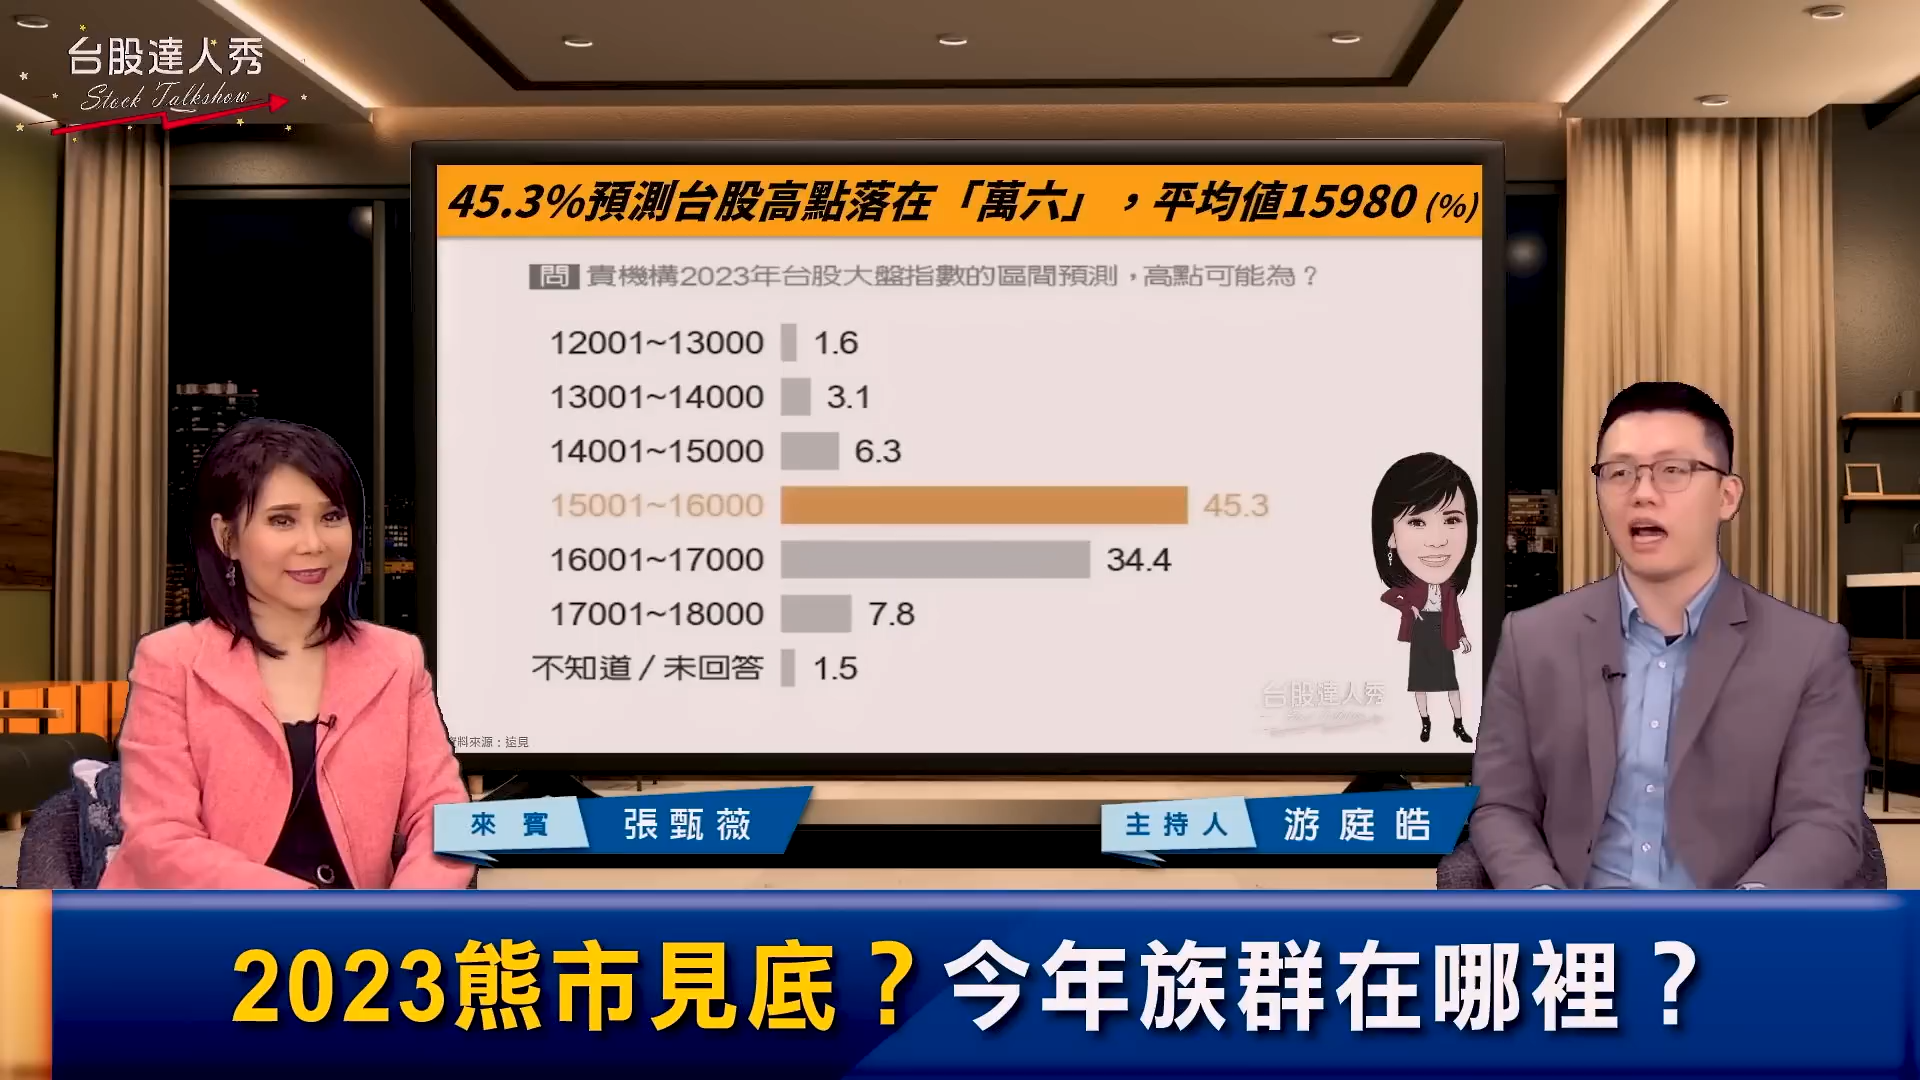 台股達人秀
Stock Talkshow
45.3%預測台股高點落在「萬六」,平均值15980 (%)
問 貴機構2023年台股大盤指數的區間預測,高點可能為?
12001~13000 1.6
13001~14000 3.1
14001~15000 6.3
15001~16000 45.3
16001~17000 34.4
17001~18000 7.8
不知道/未回答 1.5
台股達人秀
資料來源:遠見
來賓 張甄薇
主持人 游庭皓
2023熊市見底?今年族群在哪裡?